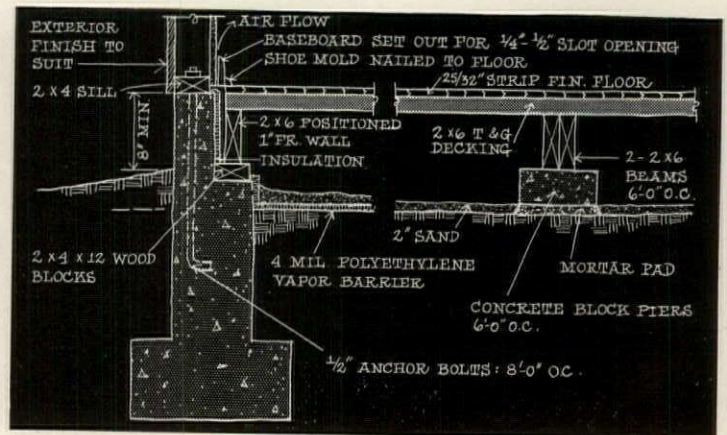 EXTERIOR
FINISH TO
SUIT
AIR FLOW
BASEBOARD SET OUT FOR 1/4"-1/2" SLOT OPENING
SHOE MOLD NAILED TO FLOOR
25/32" STRIP FIN. FLOOR
2 x 4 SILL
8" MIN.
2 x 6 POSITIONED
1" FR. WALL
INSULATION
2 x 6 T & G
DECKING
2 - 2 x 6
BEAMS
6'-0" O.C.
2 x 4 x 12 WOOD
BLOCKS
4 MIL POLYETHYLENE
VAPOR BARRIER
2" SAND
MORTAR PAD
CONCRETE BLOCK PIERS
6'-0" O.C.
1/2" ANCHOR BOLTS: 8'-0" O.C.